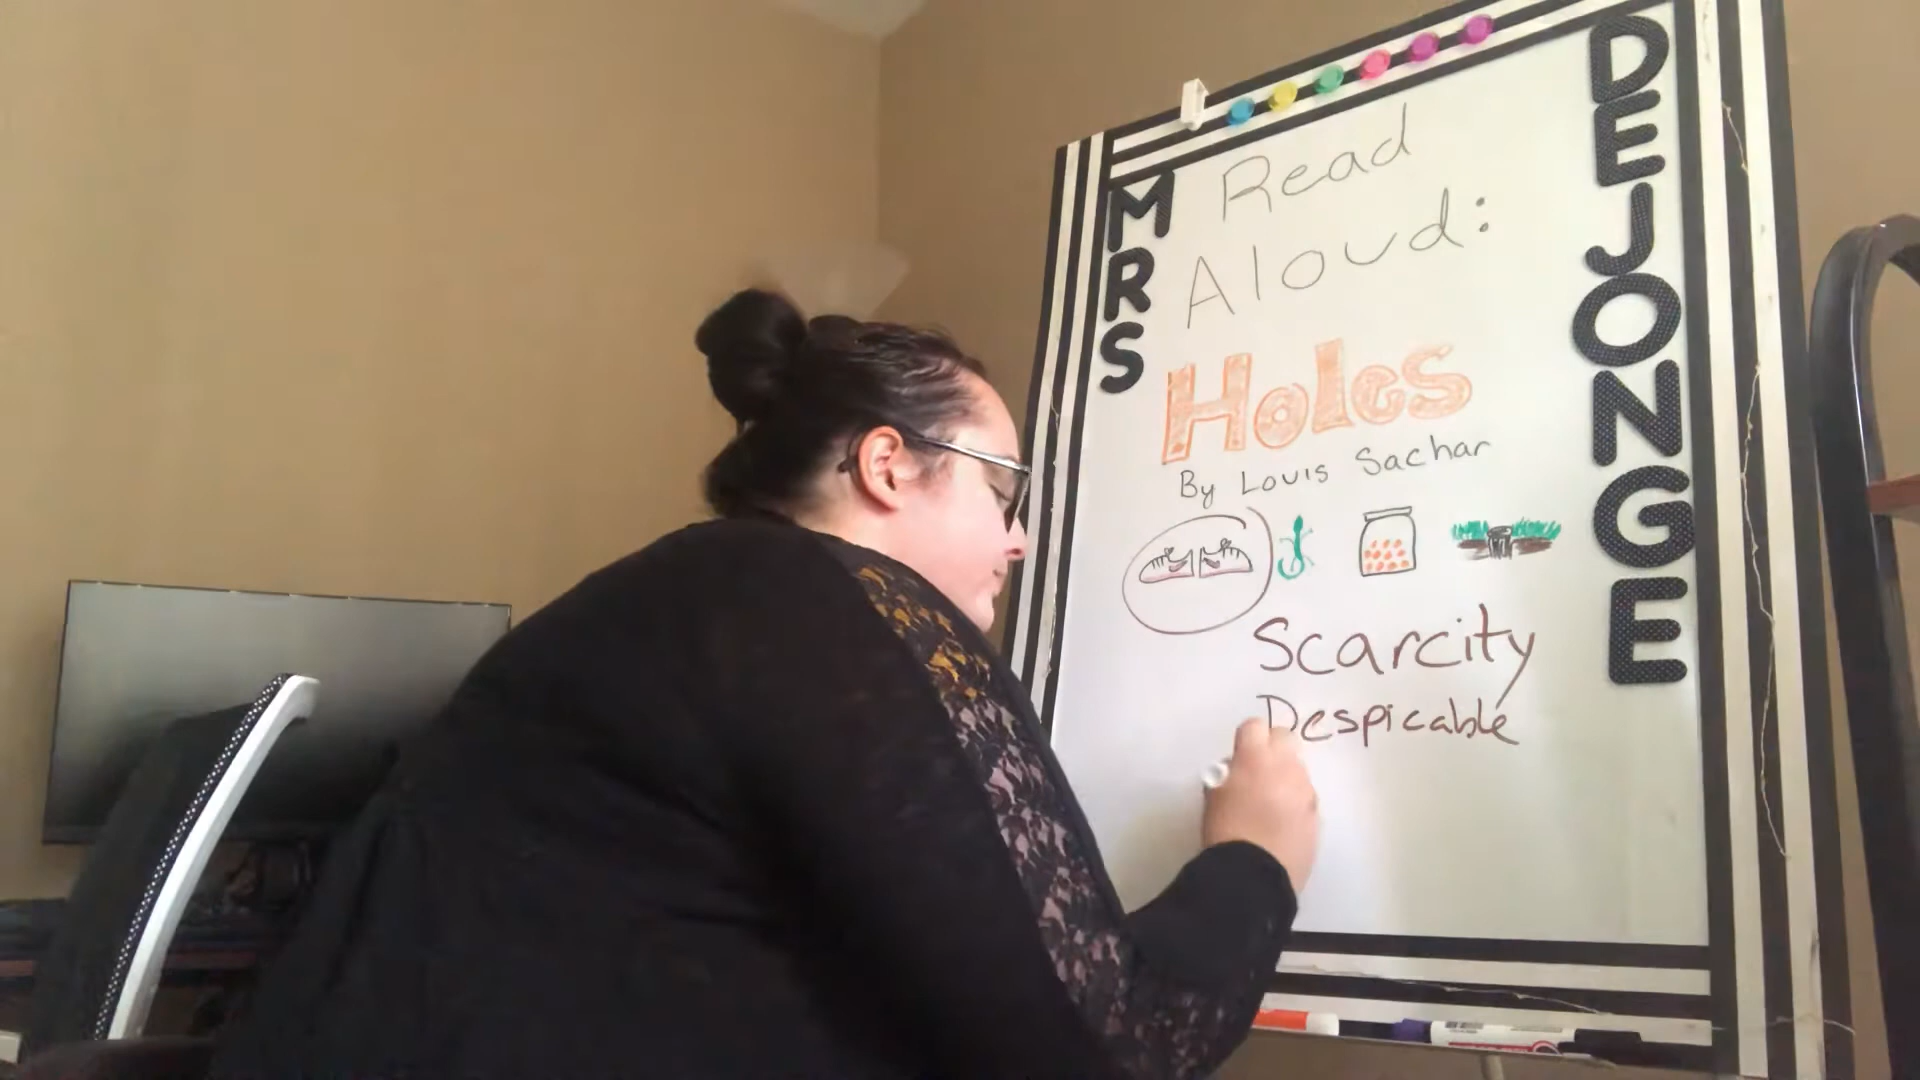 MRS
DEJONGE
Read
Aloud:
Holes
By Louis Sachar
Scarcity
Despicable